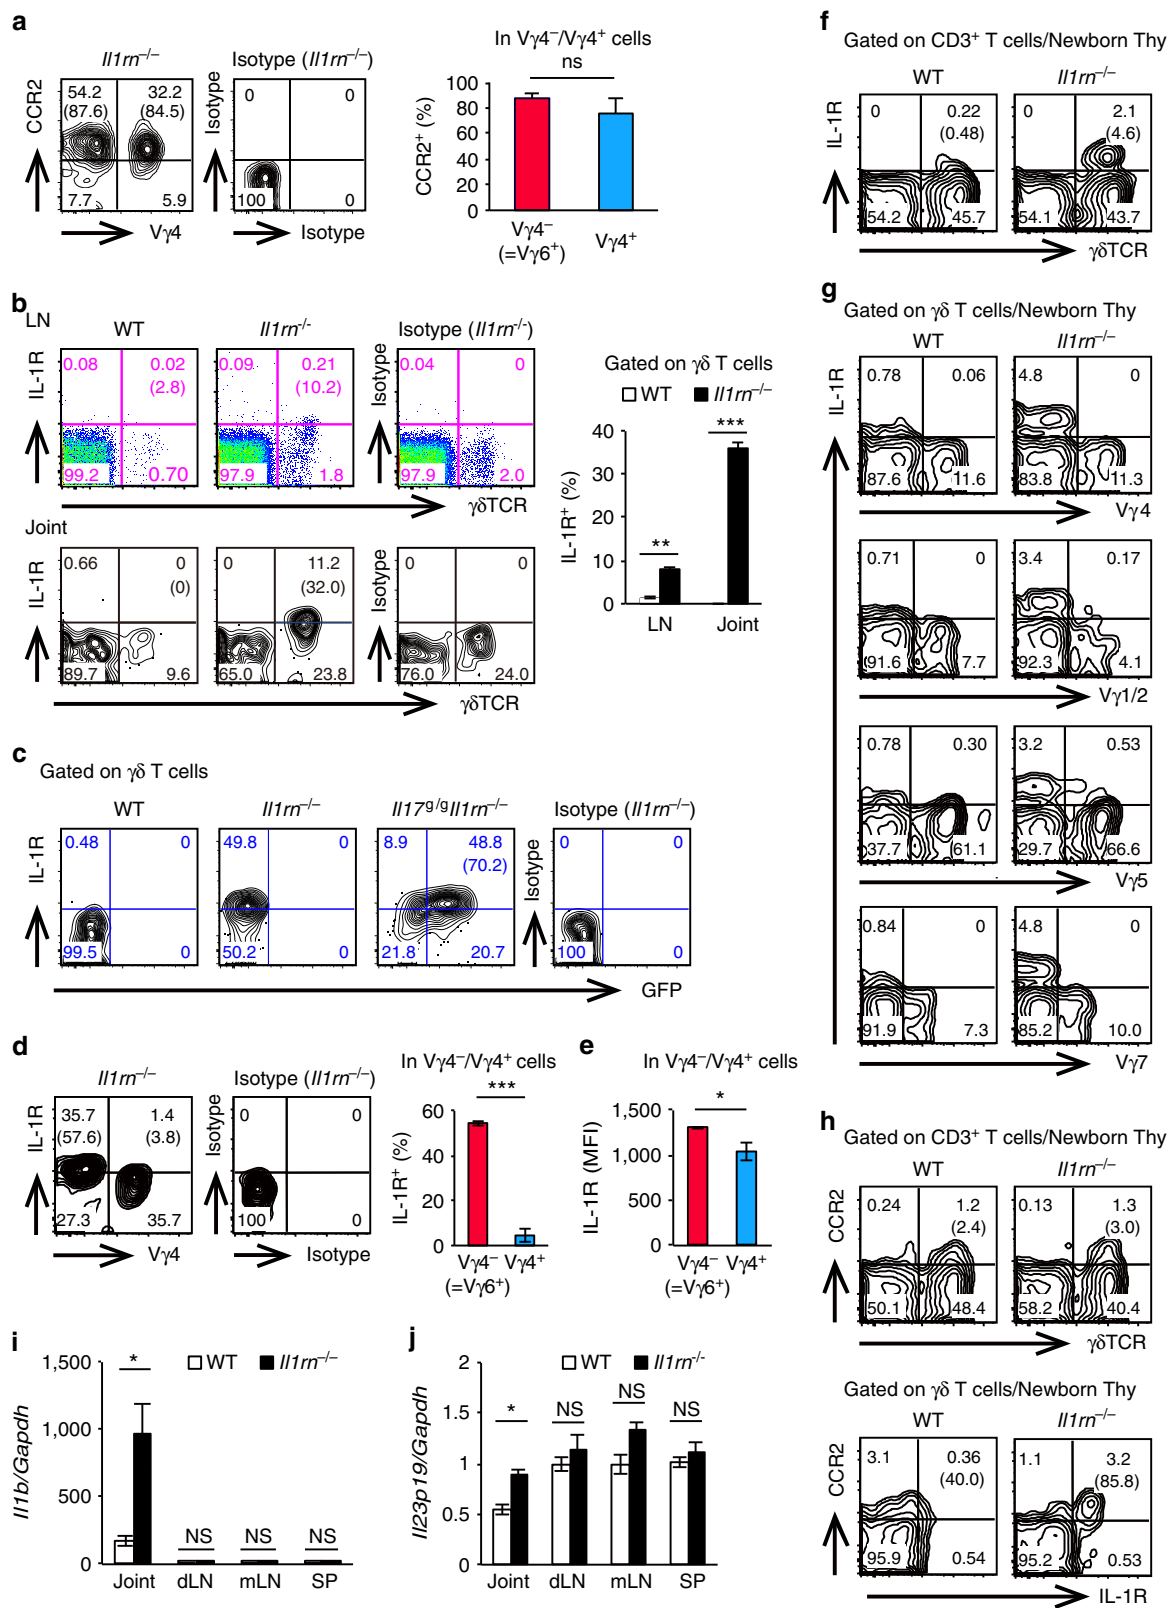 a
Il1rn–/–
Isotype (Il1rn–/–)
In Vγ4–/Vγ4+ cells
ns
CCR2
54.2
(87.6)
32.2
(84.5)
7.7
5.9
Vγ4
Isotype
0
0
100
0
Isotype
CCR2+ (%)
100
80
60
40
20
0
Vγ4–
(=Vγ6+)
Vγ4+
b
LN
WT
Il1rn-/-
Isotype (Il1rn-/-)
IL-1R
0.08
0.02
(2.8)
99.2
0.70
0.09
0.21
(10.2)
97.9
1.8
Isotype
0.04
0
97.9
2.0
γδTCR
Joint
IL-1R
0.66
0
(0)
89.7
9.6
0
11.2
(32.0)
65.0
23.8
Isotype
0
0
76.0
24.0
γδTCR
Gated on γδ T cells
WT
Il1rn–/–
IL-1R+ (%)
40
30
20
10
0
**
***
LN
Joint
c
Gated on γδ T cells
WT
Il1rn–/–
Il17g/gIl1rn–/–
Isotype (Il1rn–/–)
IL-1R
0.48
0
99.5
0
49.8
0
50.2
0
8.9
48.8
(70.2)
21.8
20.7
Isotype
0
0
100
0
GFP
d
Il1rn–/–
Isotype (Il1rn–/–)
In Vγ4–/Vγ4+ cells
IL-1R
35.7
(57.6)
1.4
(3.8)
27.3
35.7
Vγ4
Isotype
0
0
100
0
Isotype
***
IL-1R+ (%)
60
40
20
0
Vγ4–
(=Vγ6+)
Vγ4+
e
In Vγ4–/Vγ4+ cells
*
IL-1R (MFI)
1,500
1,000
500
0
Vγ4–
(=Vγ6+)
Vγ4+
f
Gated on CD3+ T cells/Newborn Thy
WT
Il1rn–/–
IL-1R
0
0.22
(0.48)
54.2
45.7
0
2.1
(4.6)
54.1
43.7
γδTCR
g
Gated on γδ T cells/Newborn Thy
WT
Il1rn–/–
IL-1R
0.78
0.06
87.6
11.6
4.8
0
83.8
11.3
Vγ4
0.71
0
91.6
7.7
3.4
0.17
92.3
4.1
Vγ1/2
0.78
0.30
37.7
61.1
3.2
0.53
29.7
66.6
Vγ5
0.84
0
91.9
7.3
4.8
0
85.2
10.0
Vγ7
h
Gated on CD3+ T cells/Newborn Thy
WT
Il1rn–/–
CCR2
0.24
1.2
(2.4)
50.1
48.4
0.13
1.3
(3.0)
58.2
40.4
γδTCR
Gated on γδ T cells/Newborn Thy
WT
Il1rn–/–
CCR2
3.1
0.36
(40.0)
95.9
0.54
1.1
3.2
(85.8)
95.2
0.53
IL-1R
i
WT
Il1rn–/–
Il1b/Gapdh
1,500
1,000
500
0
*
NS
NS
NS
Joint
dLN
mLN
SP
j
WT
Il1rn-/-
Il23p19/Gapdh
2
1.5
1
0.5
0
*
NS
NS
NS
Joint
dLN
mLN
SP